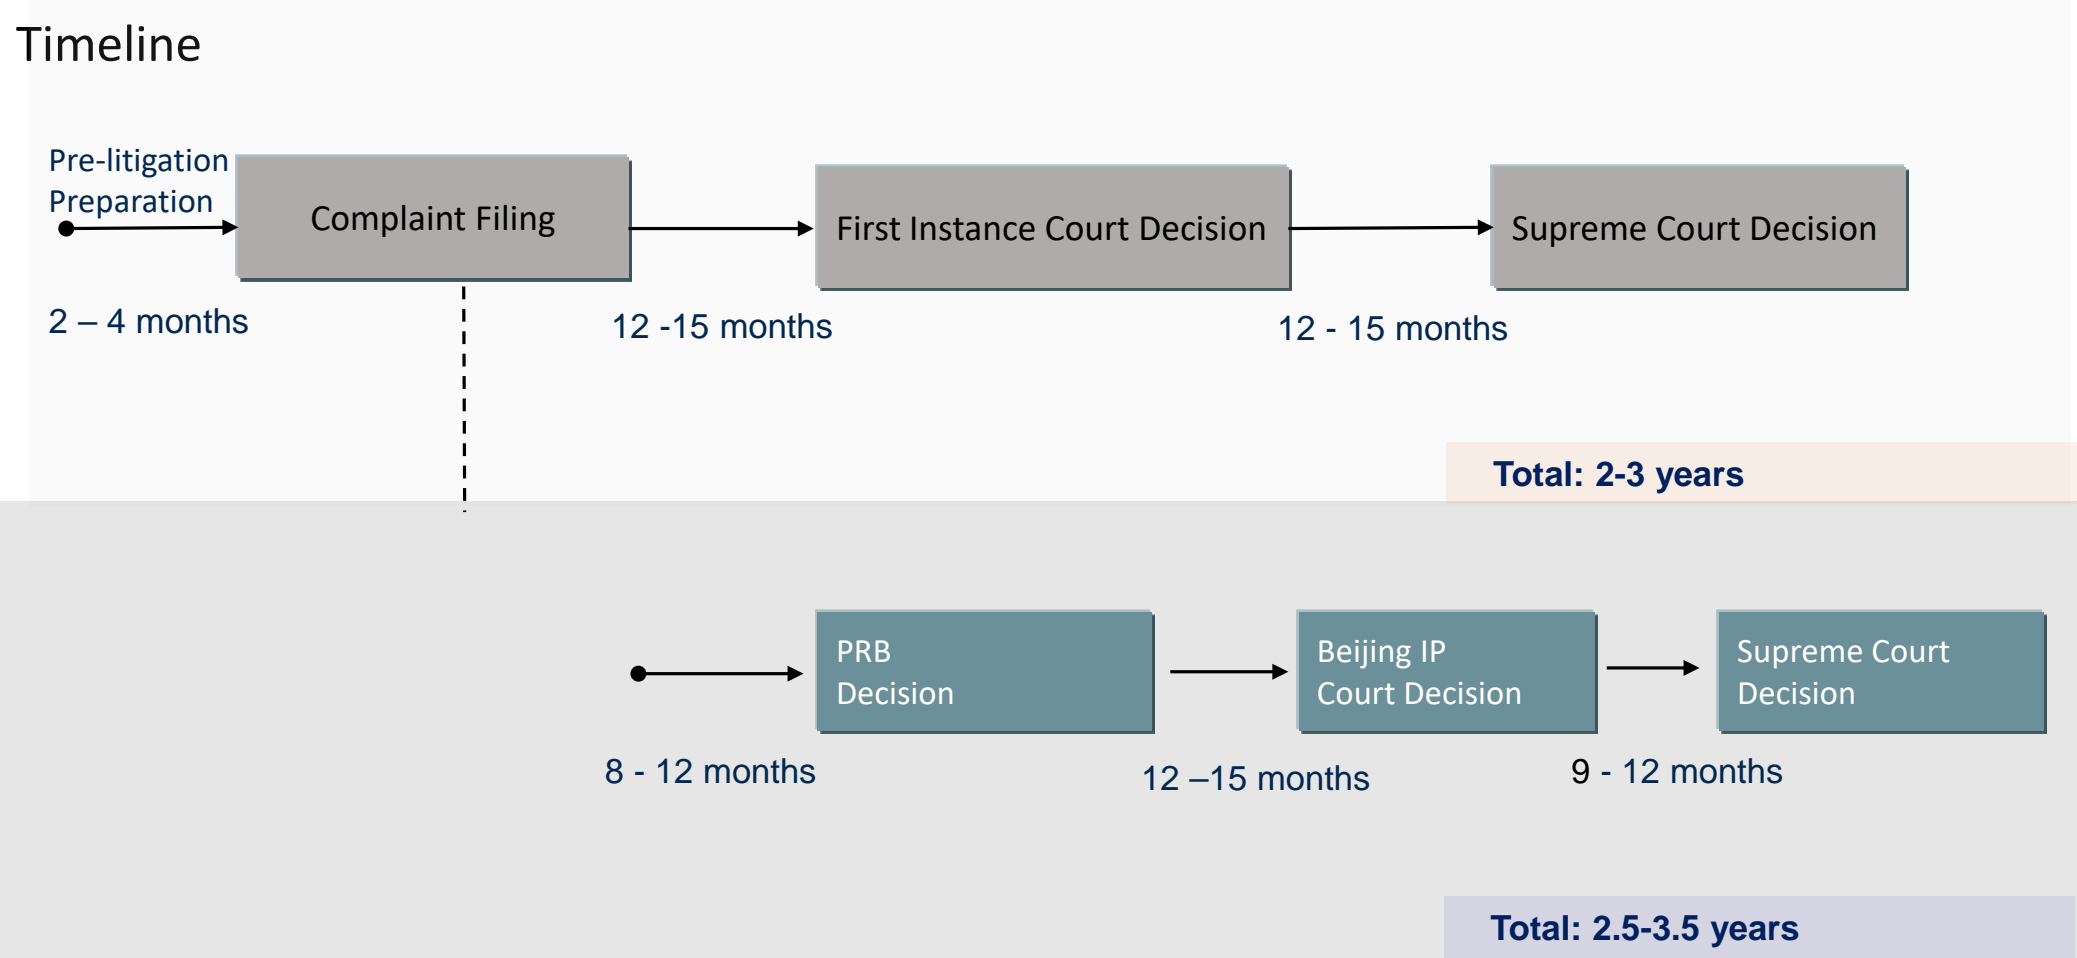 Timeline
Pre-litigation
Preparation
Complaint Filing
First Instance Court Decision
Supreme Court Decision
2 – 4 months
12 -15 months
12 - 15 months
Total: 2-3 years
PRB
Decision
Beijing IP
Court Decision
Supreme Court
Decision
8 - 12 months
12 –15 months
9 - 12 months
Total: 2.5-3.5 years